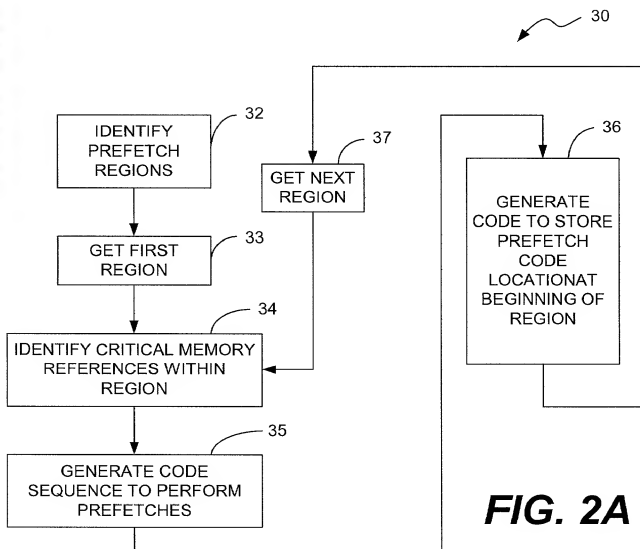 30
32
IDENTIFY
PREFETCH
REGIONS
37
GET NEXT
REGION
36
GENERATE
CODE TO STORE
PREFETCH
CODE
LOCATIONAT
BEGINNING OF
REGION
33
GET FIRST
REGION
34
IDENTIFY CRITICAL MEMORY
REFERENCES WITHIN
REGION
35
GENERATE CODE
SEQUENCE TO PERFORM
PREFETCHES
FIG. 2A